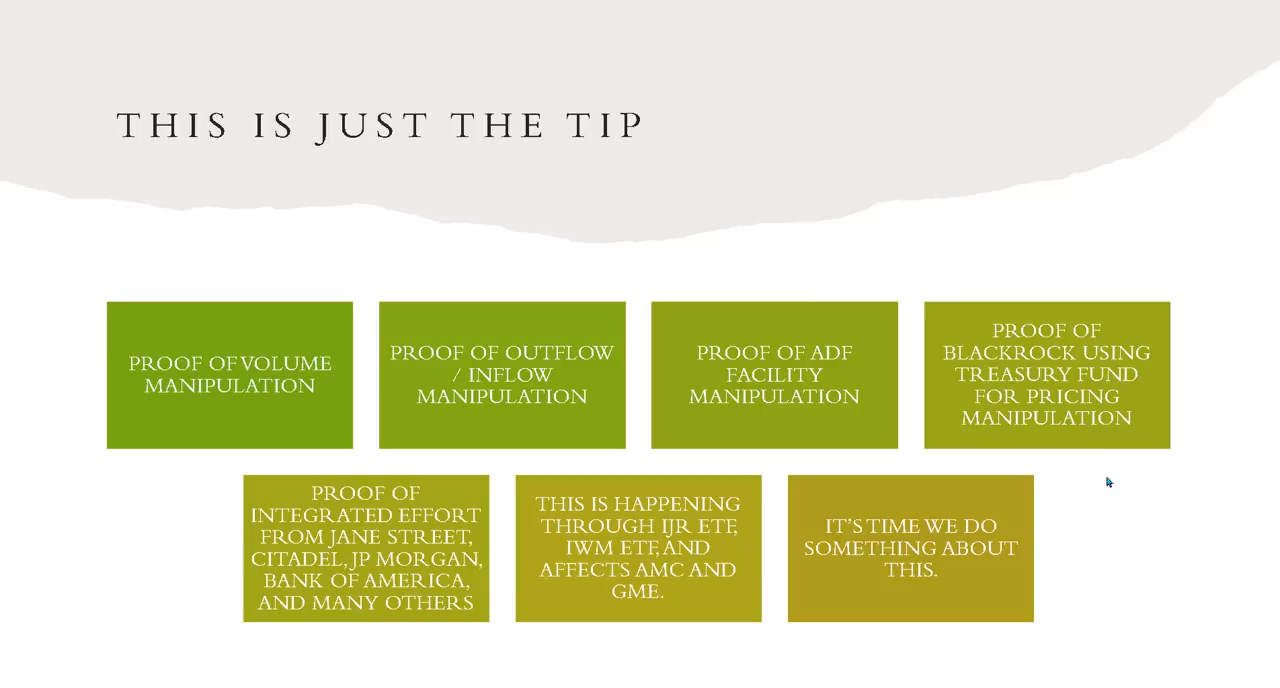 THIS IS JUST THE TIP
PROOF OF VOLUME
MANIPULATION
PROOF OF OUTFLOW
/ INFLOW
MANIPULATION
PROOF OF ADF
FACILITY
MANIPULATION
PROOF OF
BLACKROCK USING
TREASURY FUND
FOR PRICING
MANIPULATION
PROOF OF
INTEGRATED EFFORT
FROM JANE STREET,
CITADEL, JP MORGAN,
BANK OF AMERICA,
AND MANY OTHERS
THIS IS HAPPENING
THROUGH IJR ETF,
IWM ETF, AND
AFFECTS AMC AND
GME.
IT'S TIME WE DO
SOMETHING ABOUT
THIS.